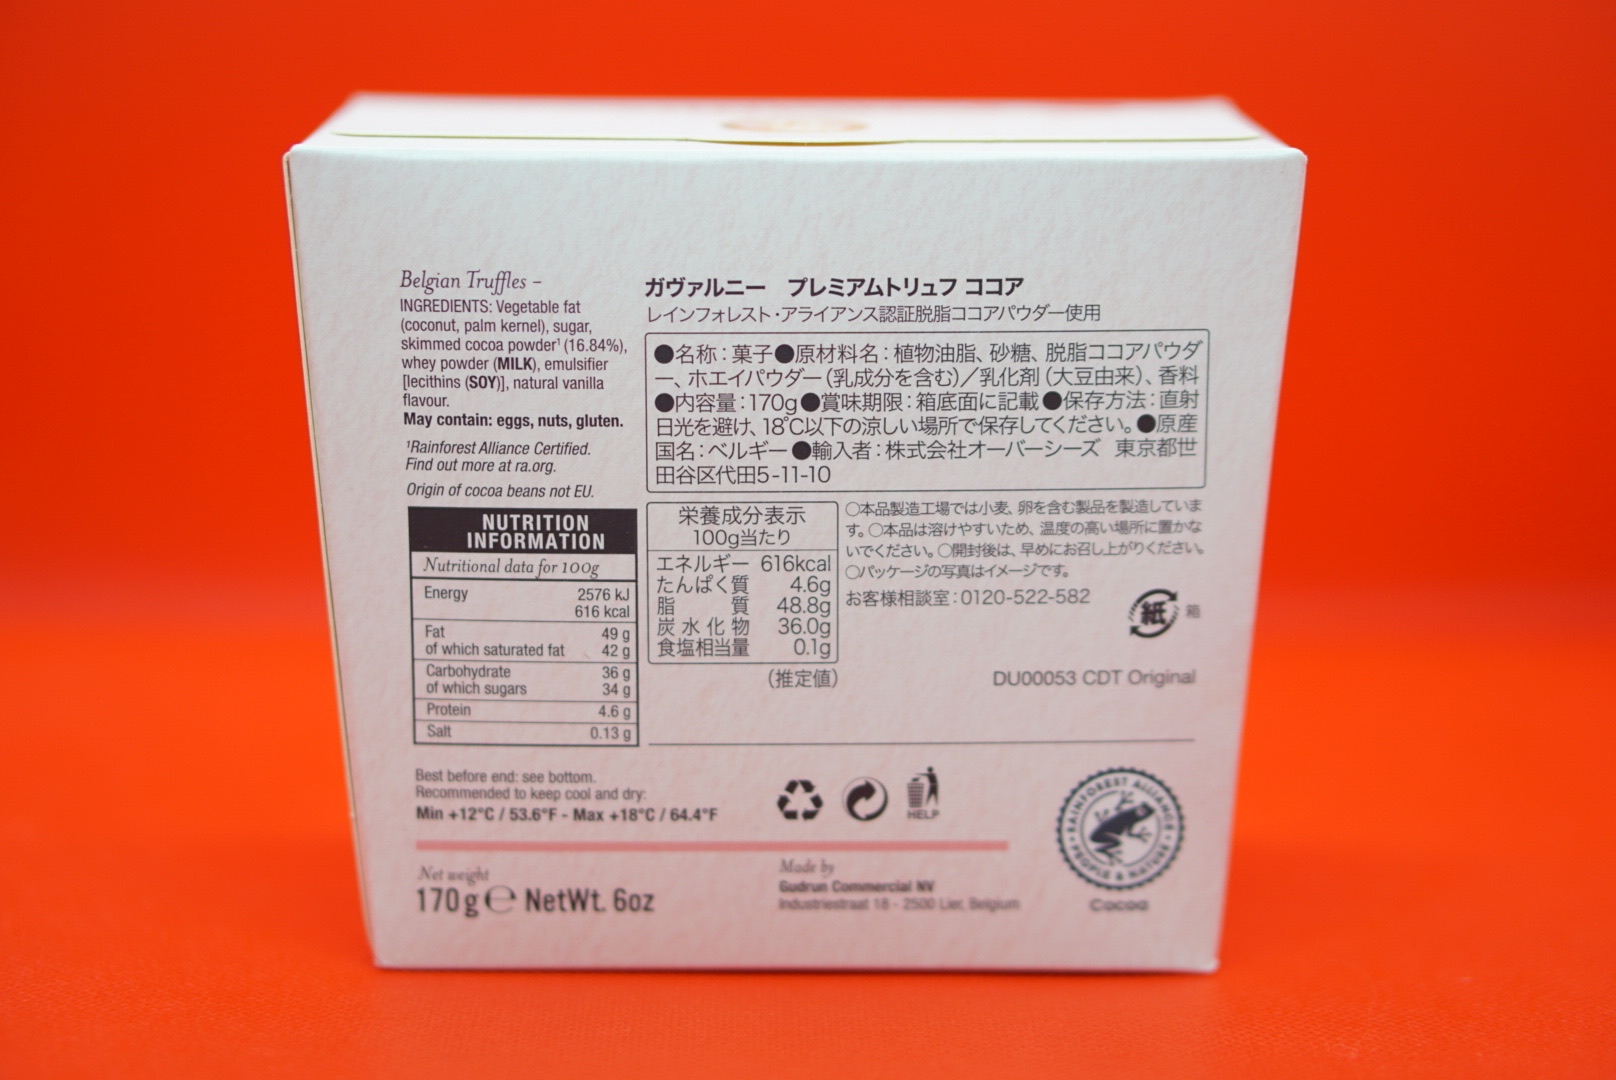 Belgian Truffles –
INGREDIENTS: Vegetable fat
(coconut, palm kernel), sugar,
skimmed cocoa powder¹ (16.84%),
whey powder (MILK), emulsifier
[lecithins (SOY)], natural vanilla
flavour.
May contain: eggs, nuts, gluten.
¹Rainforest Alliance Certified.
Find out more at ra.org.
Origin of cocoa beans not EU.
NUTRITION
INFORMATION
Nutritional data for 100g
Energy 2576 kJ
616 kcal
Fat 49 g
of which saturated fat 42 g
Carbohydrate 36 g
of which sugars 34 g
Protein 4.6 g
Salt 0.13 g
ガヴァルニー プレミアムトリュフ ココア
レインフォレスト・アライアンス認証脱脂ココアパウダー使用
●名称:菓子●原材料名:植物油脂、砂糖、脱脂ココアパウダ
ー、ホエイパウダー(乳成分を含む)/乳化剤(大豆由来)、香料
●内容量:170g●賞味期限:箱底面に記載●保存方法:直射
日光を避け、18℃以下の涼しい場所で保存してください。●原産
国名:ベルギー●輸入者:株式会社オーバーシーズ 東京都世
田谷区代田5-11-10
栄養成分表示
100g当たり
エネルギー 616kcal
たんぱく質 4.6g
脂質 48.8g
炭水化物 36.0g
食塩相当量 0.1g
(推定値)
○本品製造工場では小麦、卵を含む製品を製造していま
す。○本品は溶けやすいため、温度の高い場所に置かな
いでください。○開封後は、早めにお召し上がりください。
○パッケージの写真はイメージです。
お客様相談室:0120-522-582
紙 箱
DU00053 CDT Original
Best before end: see bottom.
Recommended to keep cool and dry:
Min +12°C / 53.6°F - Max +18°C / 64.4°F
HELP
Net weight
170g ℮ NetWt. 6oz
Made by
Gudrun Commercial NV
Industriestraat 18 - 2500 Lier, Belgium
RAINFOREST ALLIANCE
PEOPLE & NATURE
Cocoa